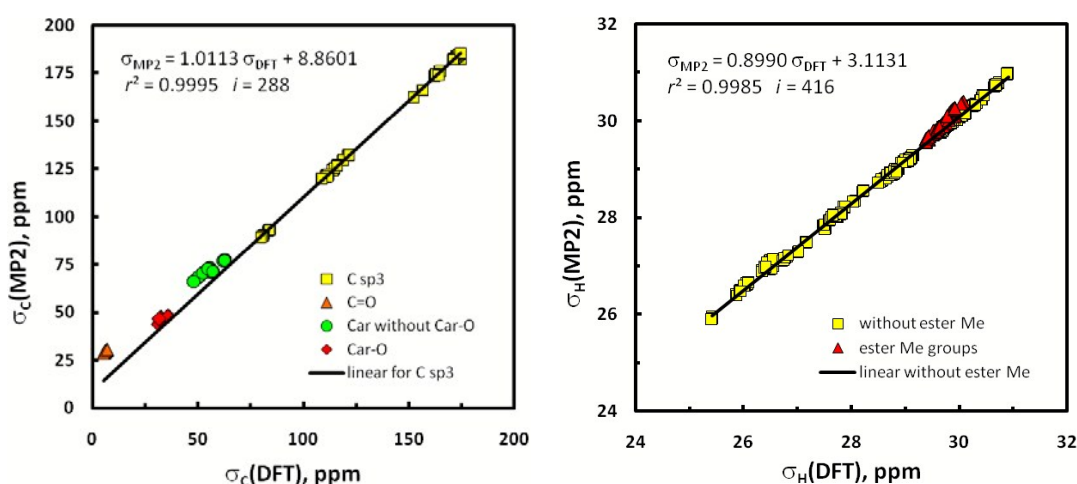 σMP2 = 1.0113 σDFT + 8.8601
r² = 0.9995 i = 288
σC(MP2), ppm
200
175
150
125
100
75
50
25
0
C sp3
C=O
Car without Car-O
Car-O
linear for C sp3
0 50 100 150 200
σC(DFT), ppm
σMP2 = 0.8990 σDFT + 3.1131
r² = 0.9985 i = 416
σH(MP2), ppm
32
30
28
26
24
without ester Me
ester Me groups
linear without ester Me
24 26 28 30 32
σH(DFT), ppm